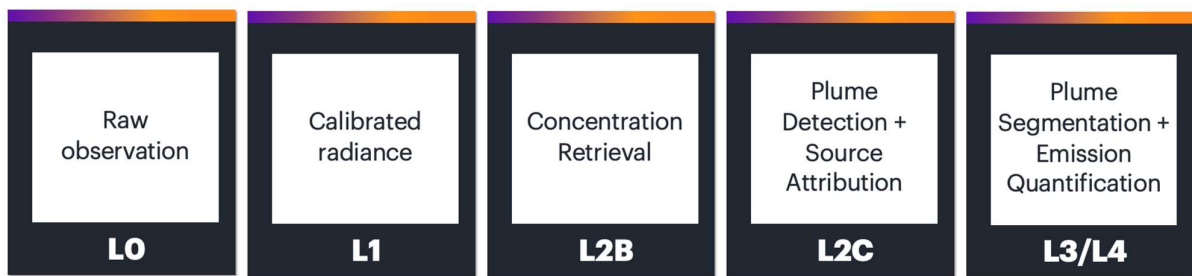 Raw
observation
L0
Calibrated
radiance
L1
Concentration
Retrieval
L2B
Plume
Detection +
Source
Attribution
L2C
Plume
Segmentation +
Emission
Quantification
L3/L4